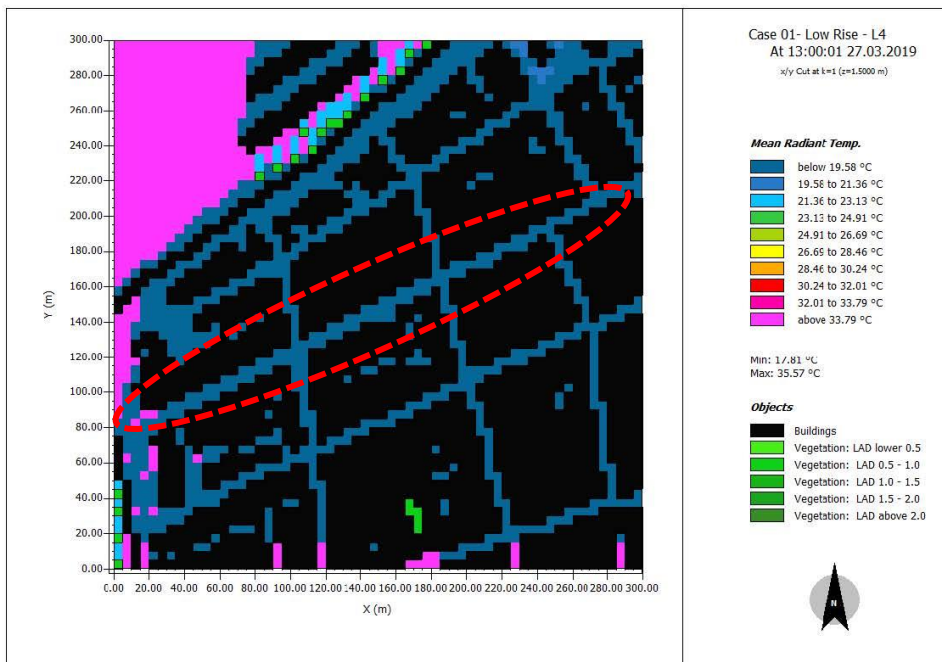 Case 01- Low Rise - L4
At 13:00:01 27.03.2019
x/y Cut at k=1 (z=1.5000 m)
Mean Radiant Temp.
below 19.58 °C
19.58 to 21.36 °C
21.36 to 23.13 °C
23.13 to 24.91 °C
24.91 to 26.69 °C
26.69 to 28.46 °C
28.46 to 30.24 °C
30.24 to 32.01 °C
32.01 to 33.79 °C
above 33.79 °C
Min: 17.81 °C
Max: 35.57 °C
Objects
Buildings
Vegetation: LAD lower 0.5
Vegetation: LAD 0.5 - 1.0
Vegetation: LAD 1.0 - 1.5
Vegetation: LAD 1.5 - 2.0
Vegetation: LAD above 2.0
N
Y (m)
300.00
280.00
260.00
240.00
220.00
200.00
180.00
160.00
140.00
120.00
100.00
80.00
60.00
40.00
20.00
0.00
0.00 20.00 40.00 60.00 80.00 100.00 120.00 140.00 160.00 180.00 200.00 220.00 240.00 260.00 280.00 300.00
X (m)